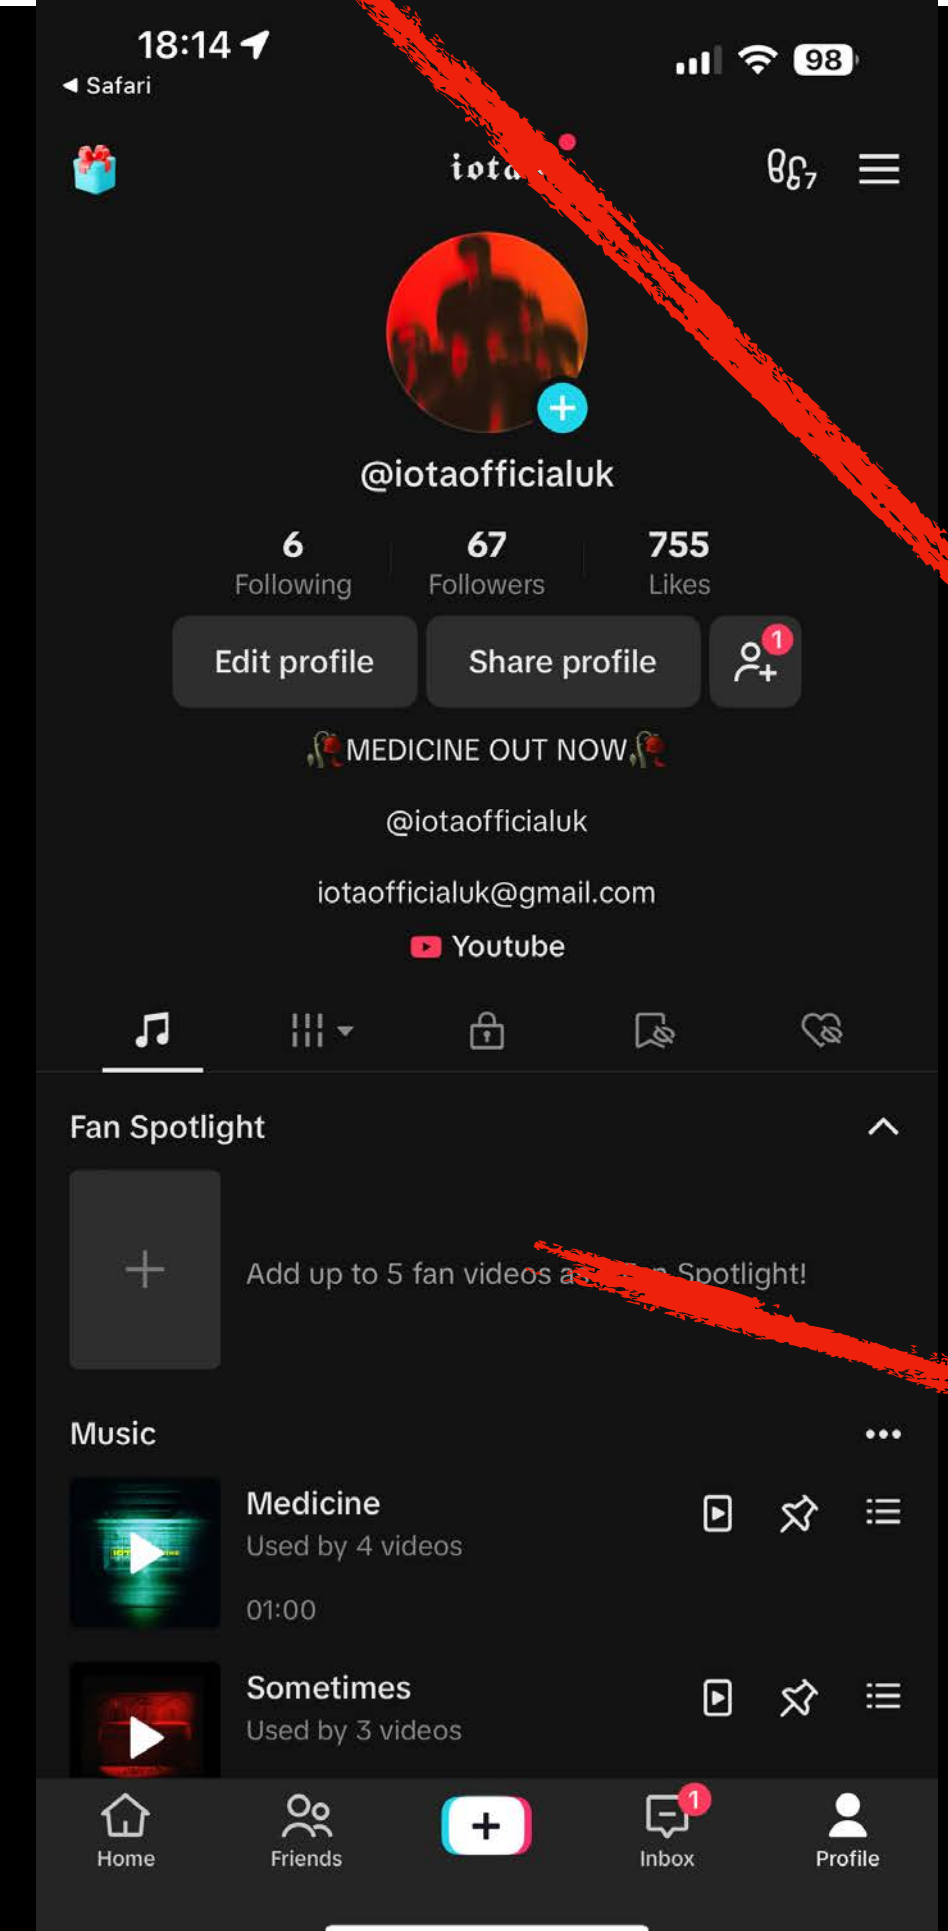 18:14
98
◀ Safari
7
@iotaofficialuk
6 67 755
Following Followers Likes
Edit profile Share profile 1
MEDICINE OUT NOW
@iotaofficialuk
iotaofficialuk@gmail.com
Youtube
Fan Spotlight
Add up to 5 fan videos Spotlight!
Music
Medicine
Used by 4 videos
01:00
Sometimes
Used by 3 videos
1
Home Friends Inbox Profile